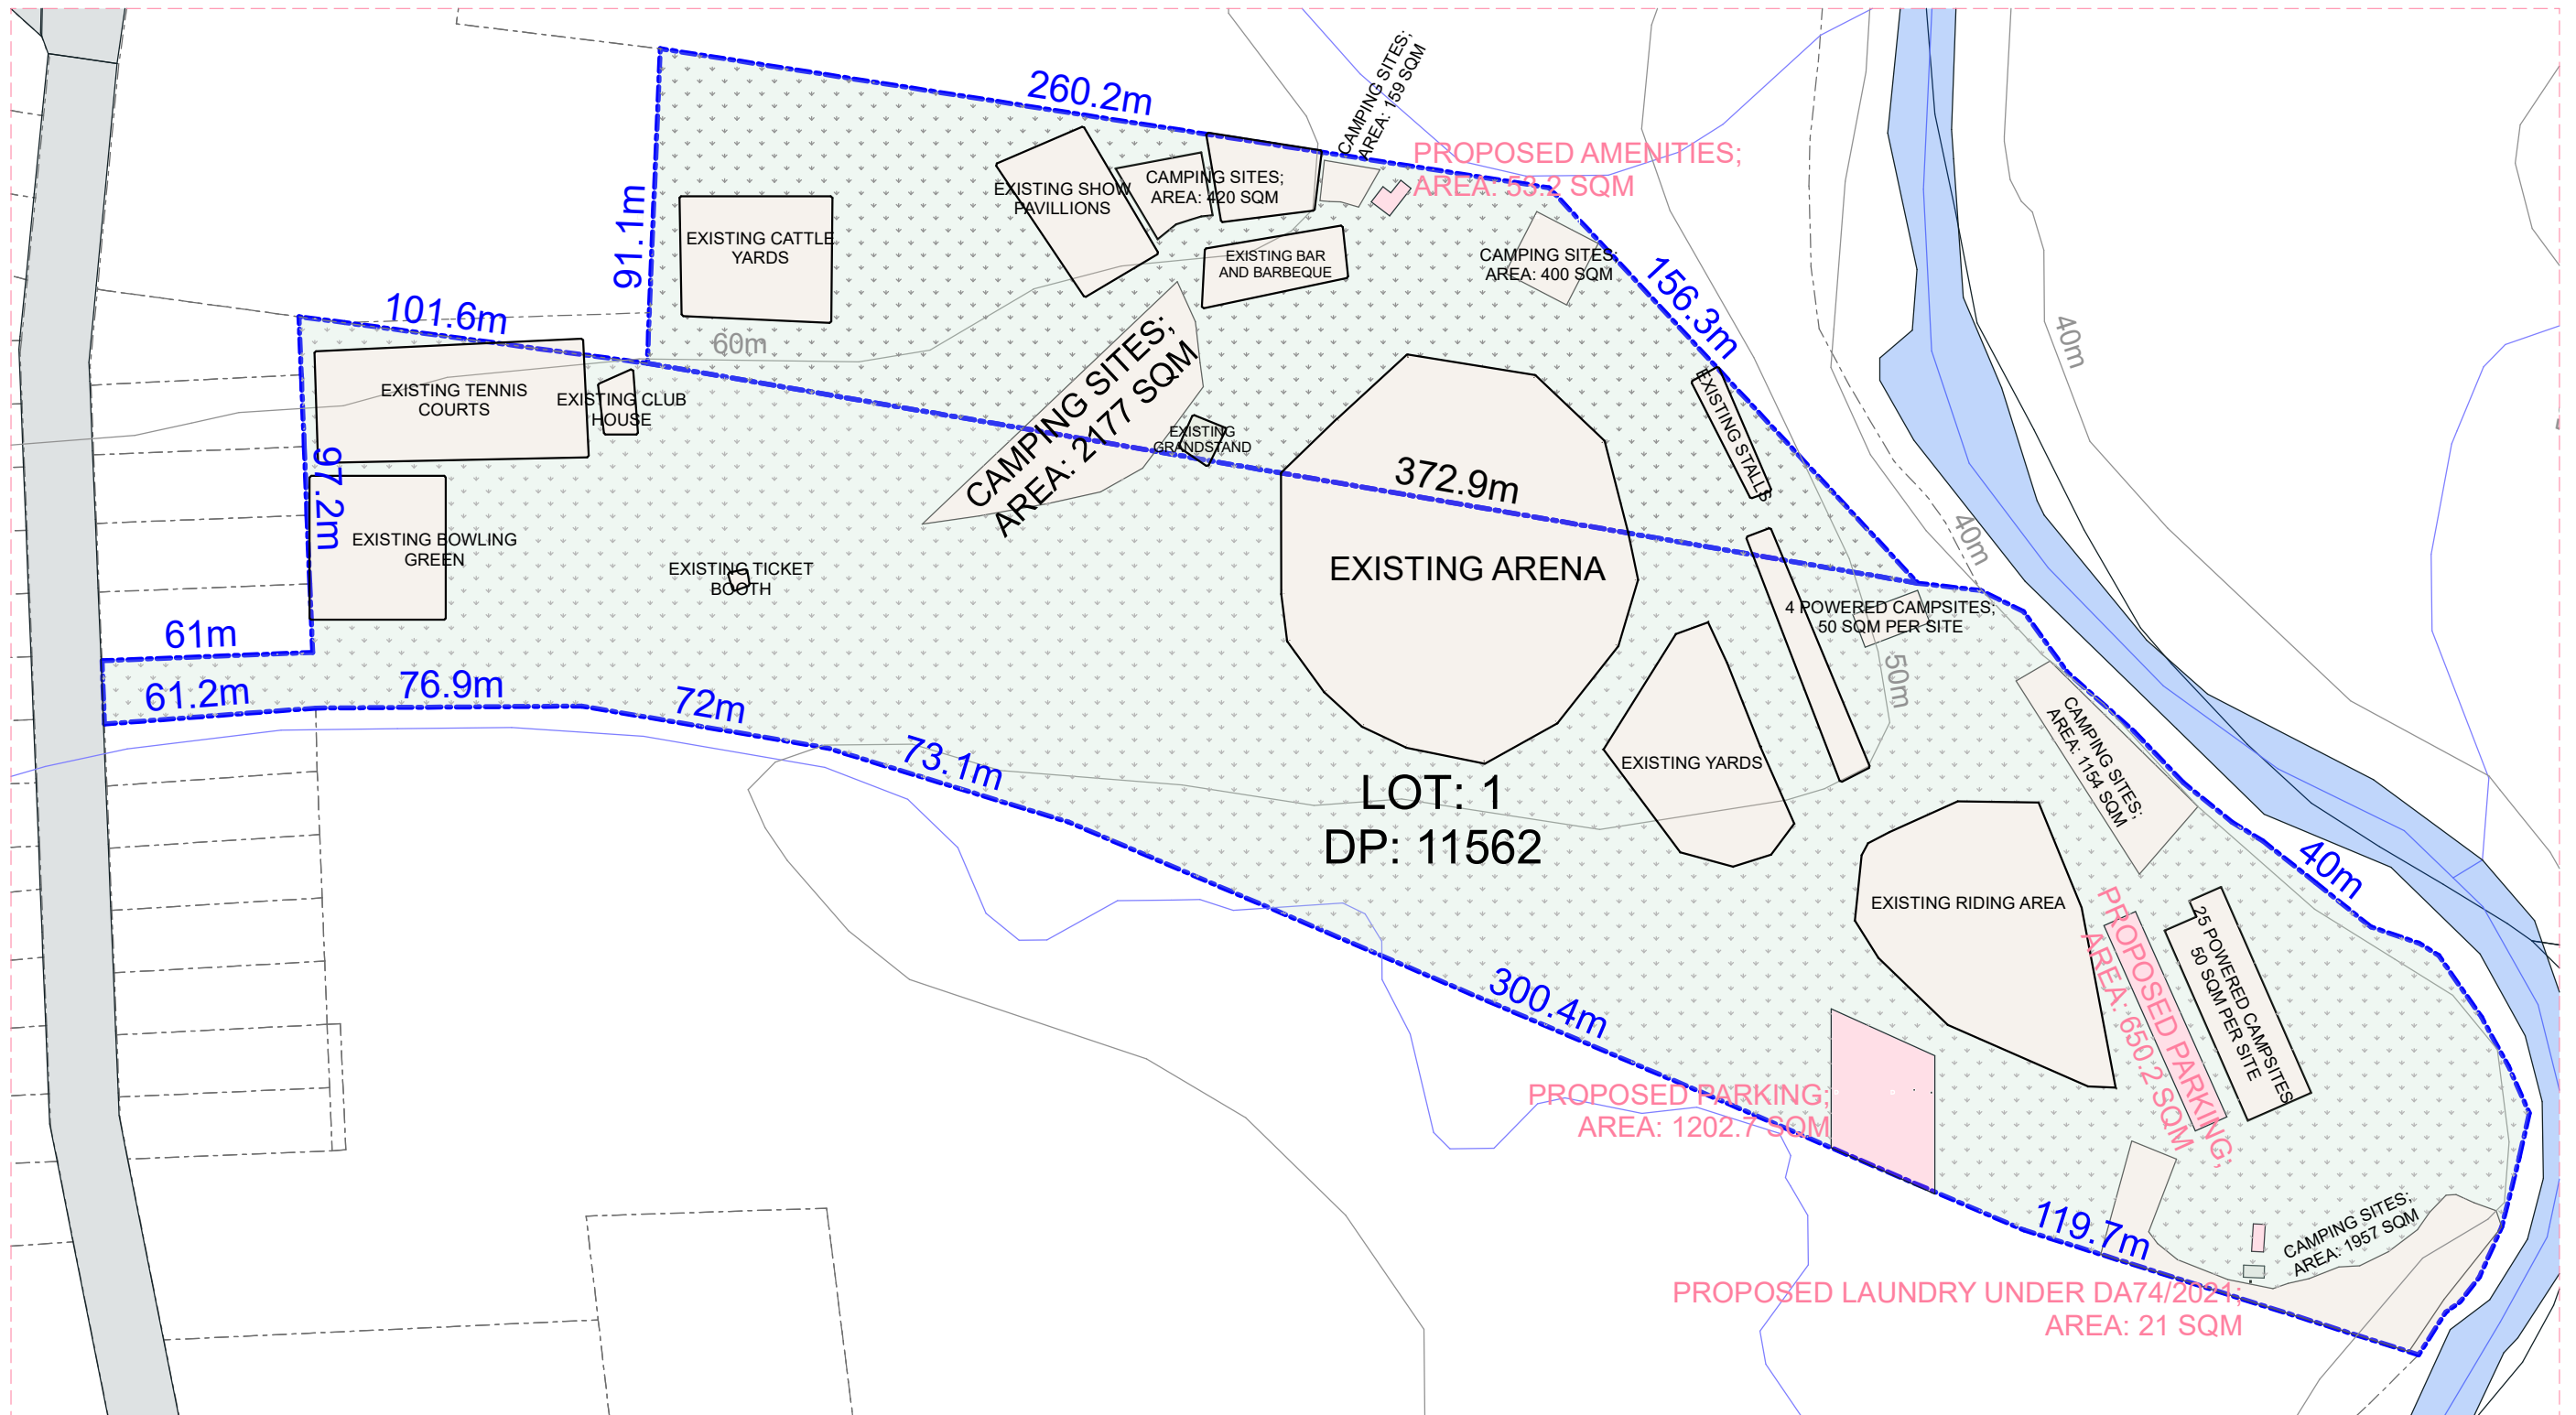 260.2m
CAMPING SITES;
AREA: 159 SQM
PROPOSED AMENITIES;
AREA: 53.2 SQM
EXISTING SHOW
PAVILLIONS
CAMPING SITES;
AREA: 420 SQM
91.1m
EXISTING CATTLE
YARDS
EXISTING BAR
AND BARBEQUE
CAMPING SITES;
AREA: 400 SQM
156.3m
101.6m
60m
40m
CAMPING SITES;
AREA: 2177 SQM
EXISTING TENNIS
COURTS
EXISTING CLUB
HOUSE
EXISTING
GRANDSTAND
EXISTING STALLS
372.9m
97.2m
EXISTING BOWLING
GREEN
EXISTING TICKET
BOOTH
EXISTING ARENA
40m
4 POWERED CAMPSITES;
50 SQM PER SITE
61m
61.2m
76.9m
72m
50m
73.1m
EXISTING YARDS
CAMPING SITES;
AREA: 1154 SQM
LOT: 1
DP: 11562
40m
EXISTING RIDING AREA
PROPOSED PARKING;
AREA: 650.2 SQM
25 POWERED CAMPSITES
50 SQM PER SITE
300.4m
PROPOSED PARKING;
AREA: 1202.7 SQM
119.7m
CAMPING SITES;
AREA: 1957 SQM
PROPOSED LAUNDRY UNDER DA74/2021;
AREA: 21 SQM